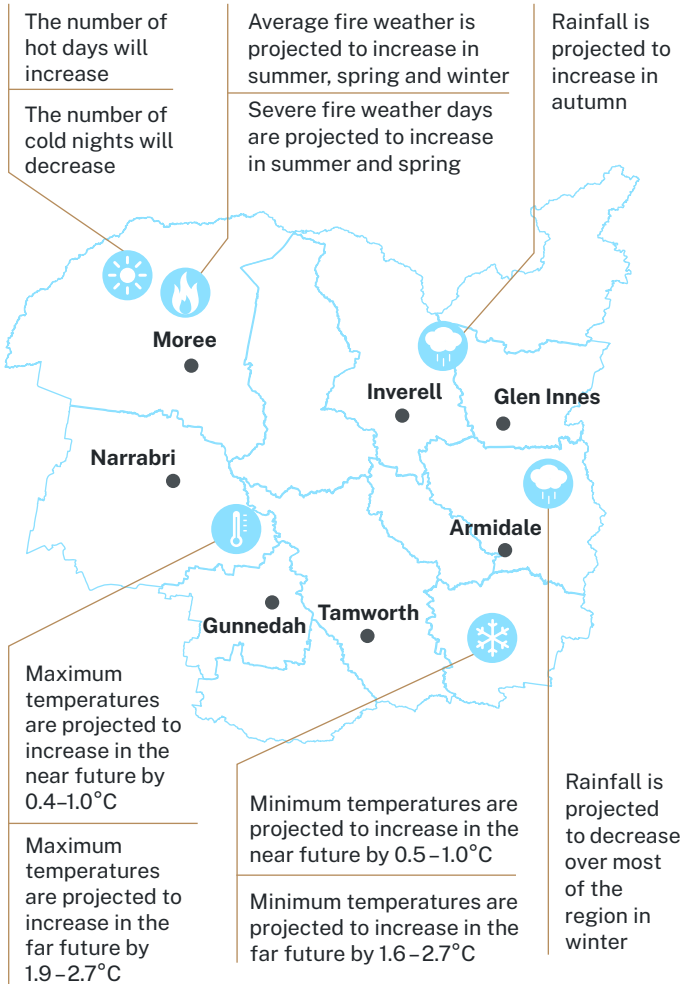 The number of
hot days will
increase
The number of
cold nights will
decrease
Average fire weather is
projected to increase in
summer, spring and winter
Severe fire weather days
are projected to increase
in summer and spring
Rainfall is
projected to
increase in
autumn
Moree
Inverell
Glen Innes
Narrabri
Armidale
Gunnedah
Tamworth
Maximum
temperatures
are projected to
increase in the
near future by
0.4–1.0°C
Maximum
temperatures
are projected to
increase in the
far future by
1.9–2.7°C
Minimum temperatures are
projected to increase in the
near future by 0.5–1.0°C
Minimum temperatures are
projected to increase in the
far future by 1.6–2.7°C
Rainfall is
projected
to decrease
over most
of the
region in
winter